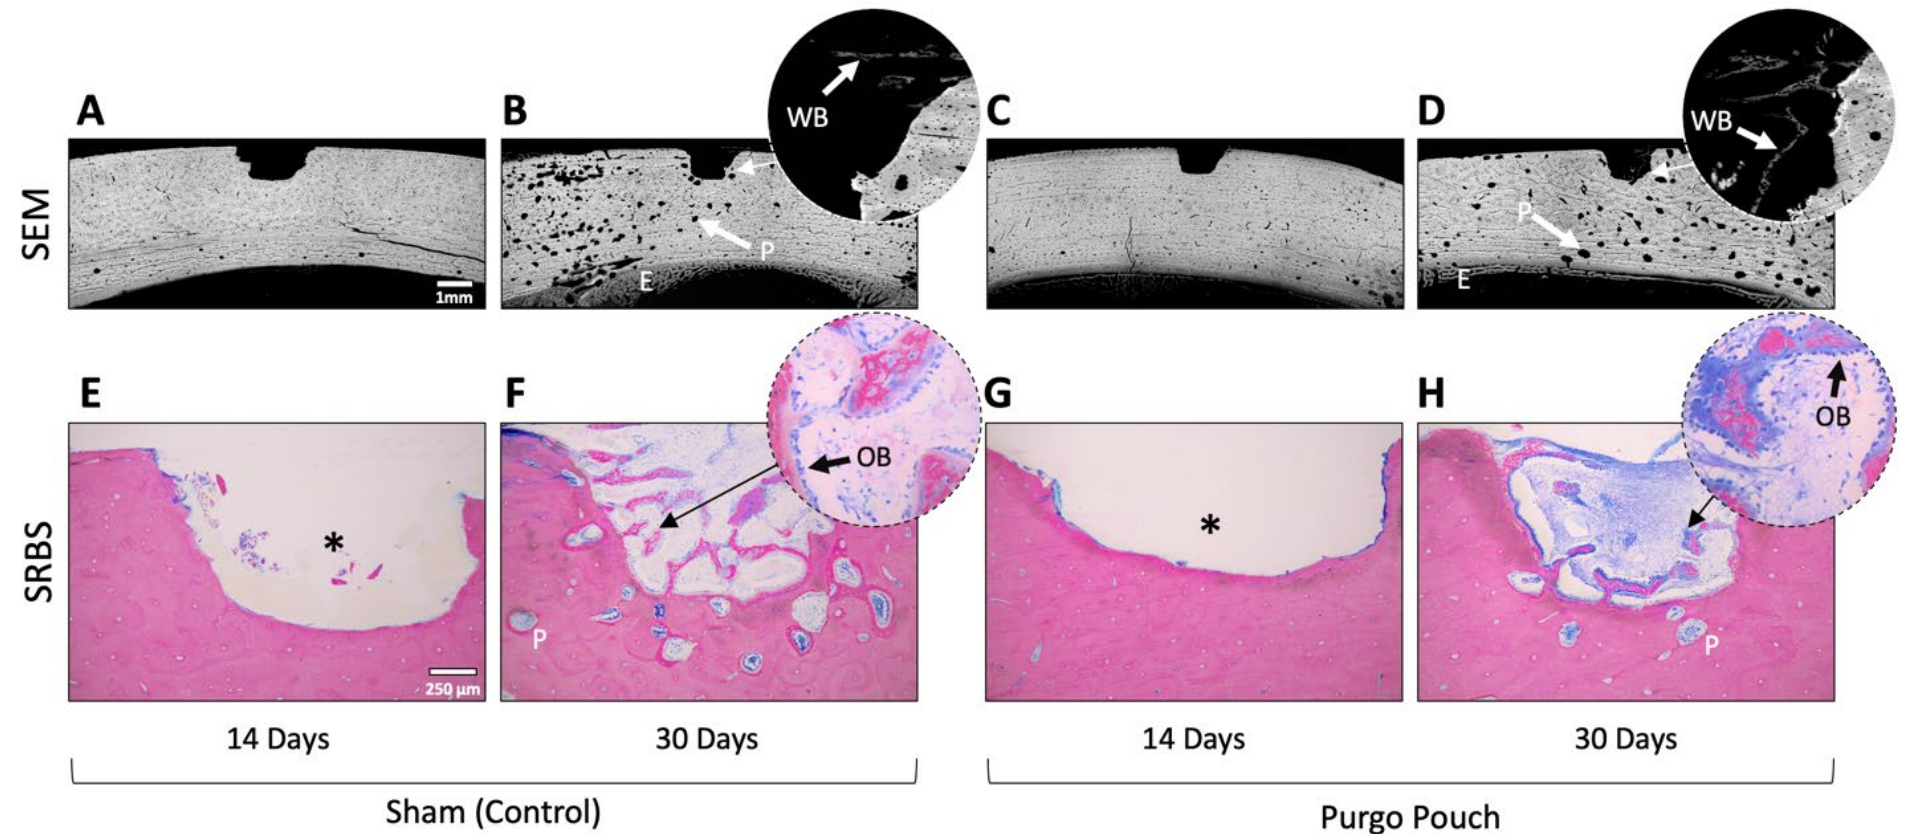 A
B
C
D
WB
WB
SEM
P
P
E
E
1mm
E
F
G
H
OB
OB
SRBS
*
*
P
P
250 µm
14 Days
30 Days
14 Days
30 Days
Sham (Control)
Purgo Pouch